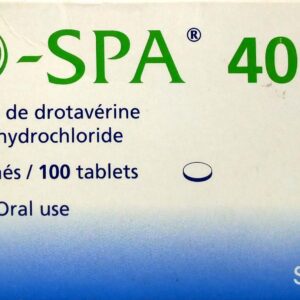 -SPA® 40
de drotavérine
hydrochloride
és / 100 tablets
Oral use
S